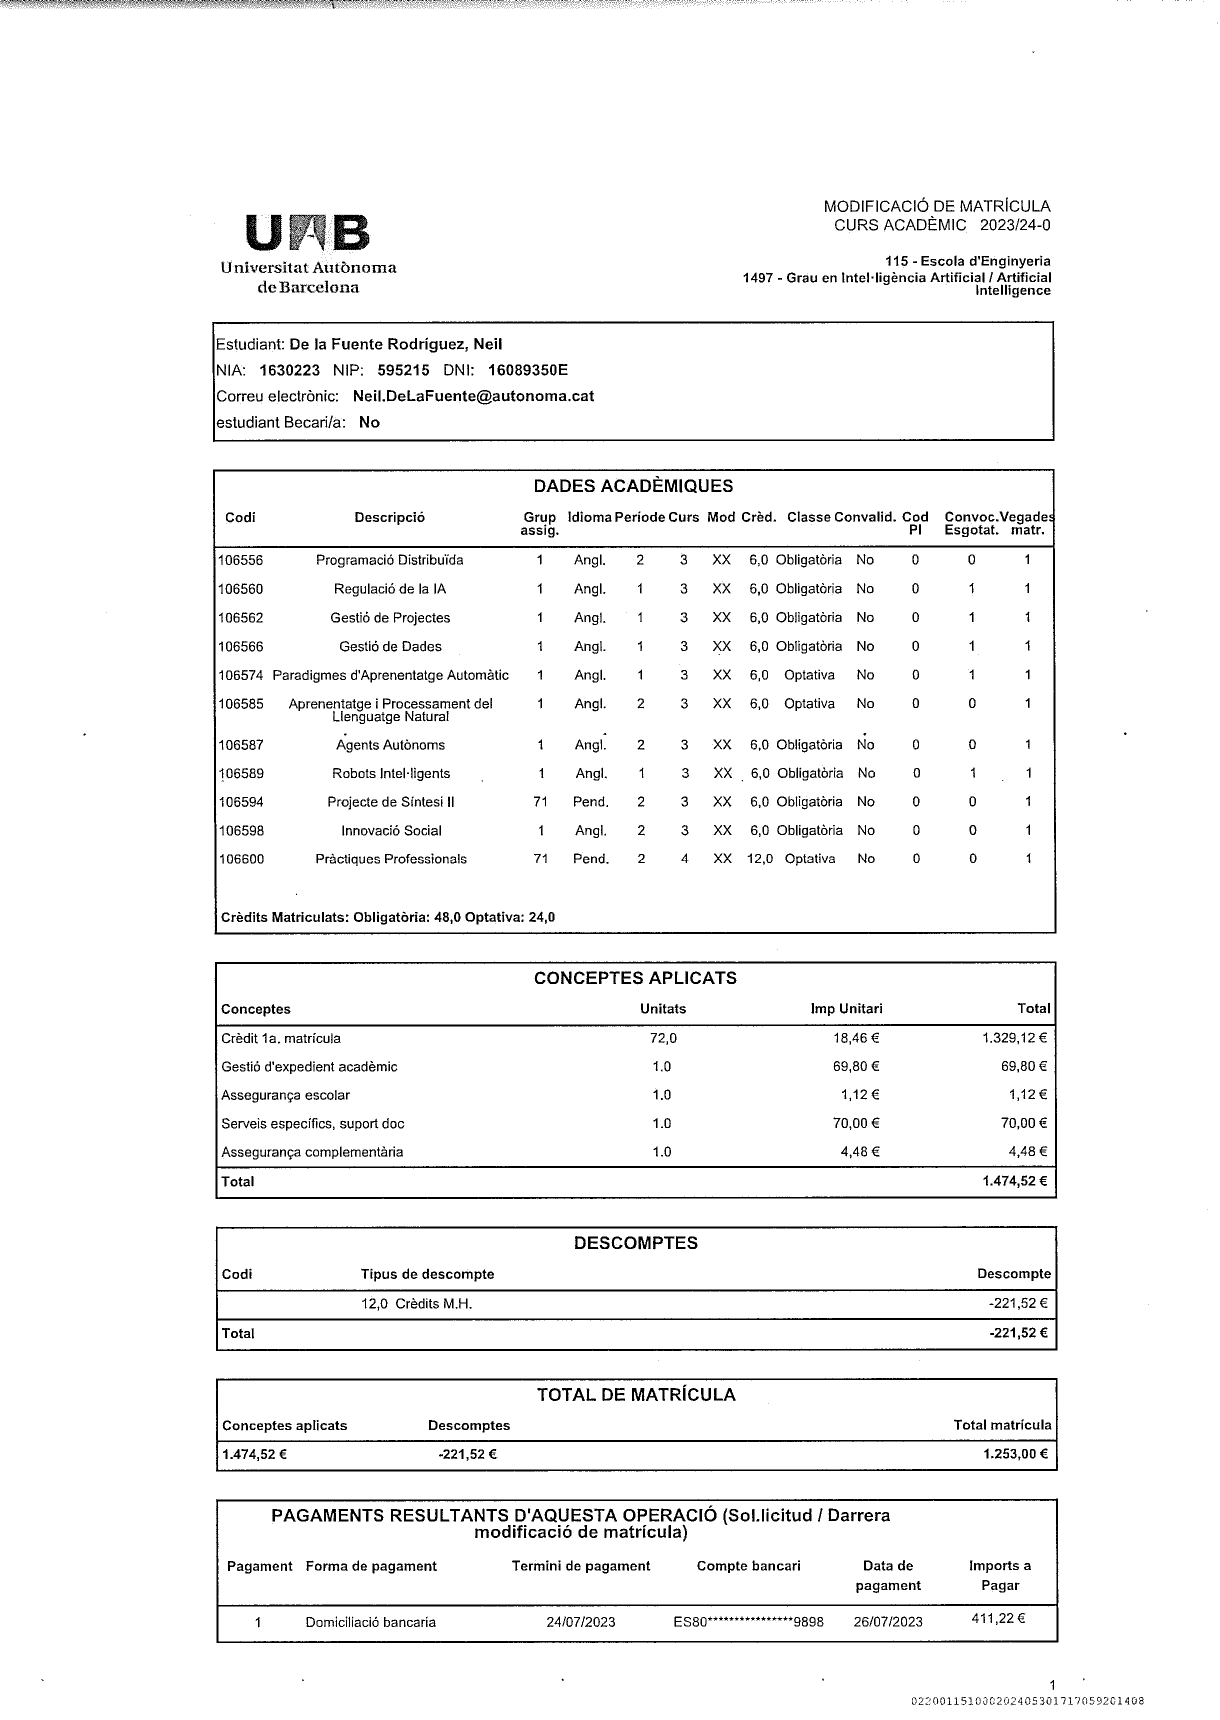 MODIFICACIÓ DE MATRÍCULA
CURS ACADÈMIC 2023/24-0
UAB
Universitat Autònoma
de Barcelona
115 - Escola d'Enginyeria
1497 - Grau en Intel·ligència Artificial / Artificial
Intelligence
Estudiant: De la Fuente Rodríguez, Neil
NIA: 1630223 NIP: 595215 DNI: 16089350E
Correu electrònic: Neil.DeLaFuente@autonoma.cat
estudiant Becari/a: No
DADES ACADÈMIQUES
Codi Descripció Grup assig. Idioma Període Curs Mod Crèd. Classe Convalid. Cod Pl Convoc. Esgotat. Vegades matr.
106556 Programació Distribuïda 1 Angl. 2 3 XX 6,0 Obligatòria No 0 0 1
106560 Regulació de la IA 1 Angl. 1 3 XX 6,0 Obligatòria No 0 1 1
106562 Gestió de Projectes 1 Angl. 1 3 XX 6,0 Obligatòria No 0 1 1
106566 Gestió de Dades 1 Angl. 1 3 XX 6,0 Obligatòria No 0 1 1
106574 Paradigmes d'Aprenentatge Automàtic 1 Angl. 1 3 XX 6,0 Optativa No 0 1 1
106585 Aprenentatge i Processament del Llenguatge Natural 1 Angl. 2 3 XX 6,0 Optativa No 0 0 1
106587 Agents Autònoms 1 Angl. 2 3 XX 6,0 Obligatòria No 0 0 1
106589 Robots Intel·ligents 1 Angl. 1 3 XX 6,0 Obligatòria No 0 1 1
106594 Projecte de Síntesi II 71 Pend. 2 3 XX 6,0 Obligatòria No 0 0 1
106598 Innovació Social 1 Angl. 2 3 XX 6,0 Obligatòria No 0 0 1
106600 Pràctiques Professionals 71 Pend. 2 4 XX 12,0 Optativa No 0 0 1
Crèdits Matriculats: Obligatòria: 48,0 Optativa: 24,0
CONCEPTES APLICATS
Conceptes Unitats Imp Unitari Total
Crèdit 1a. matrícula 72,0 18,46 € 1.329,12 €
Gestió d'expedient acadèmic 1.0 69,80 € 69,80 €
Assegurança escolar 1.0 1,12 € 1,12 €
Serveis específics, suport doc 1.0 70,00 € 70,00 €
Assegurança complementària 1.0 4,48 € 4,48 €
Total 1.474,52 €
DESCOMPTES
Codi Tipus de descompte Descompte
12,0 Crèdits M.H. -221,52 €
Total -221,52 €
TOTAL DE MATRÍCULA
Conceptes aplicats Descomptes Total matrícula
1.474,52 € -221,52 € 1.253,00 €
PAGAMENTS RESULTANTS D'AQUESTA OPERACIÓ (Sol.licitud / Darrera
modificació de matrícula)
Pagament Forma de pagament Termini de pagament Compte bancari Data de pagament Imports a Pagar
1 Domiciliació bancaria 24/07/2023 ES80****************9898 26/07/2023 411,22 €
1
02200115100020240530171705920140­8